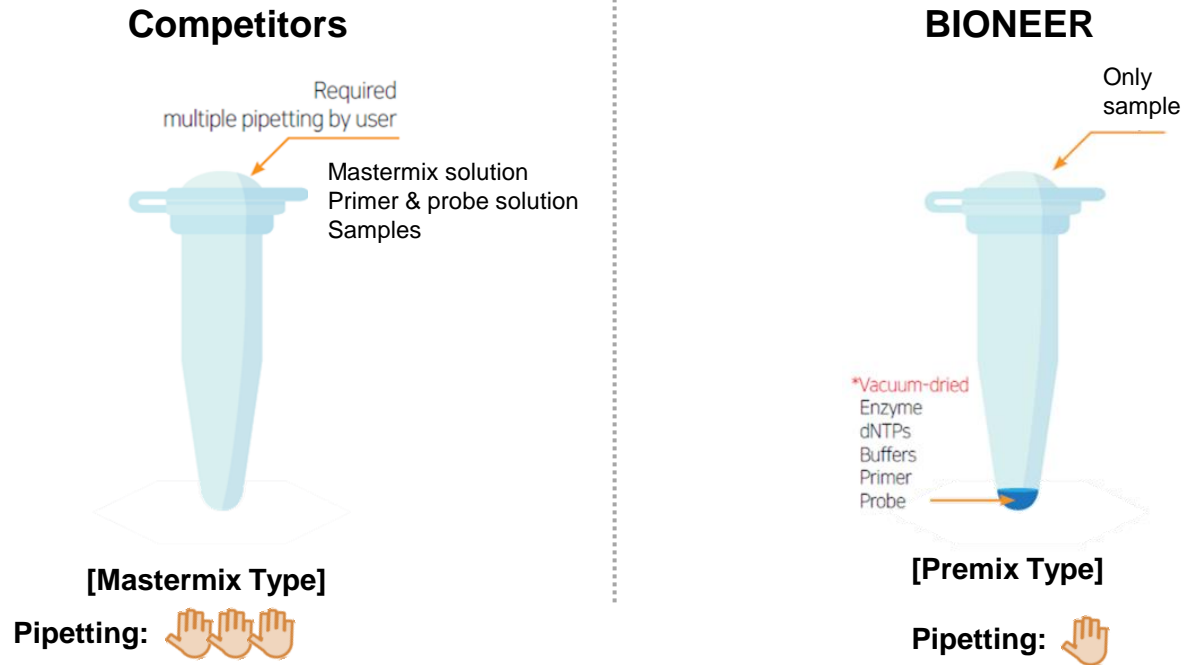 Competitors
Required
multiple pipetting by user
Mastermix solution
Primer & probe solution
Samples
[Mastermix Type]
Pipetting:
BIONEER
Only
sample
*Vacuum-dried
Enzyme
dNTPs
Buffers
Primer
Probe
[Premix Type]
Pipetting: